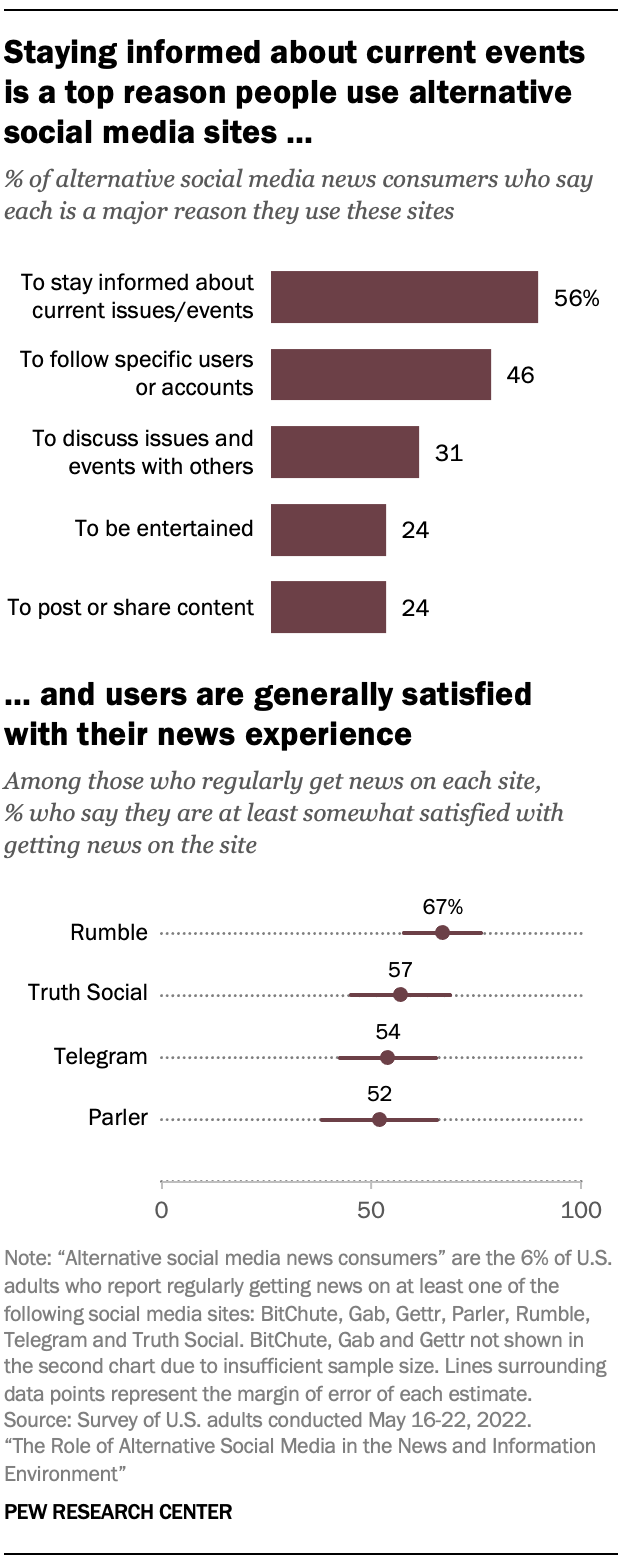 Staying informed about current events
is a top reason people use alternative
social media sites ...
% of alternative social media news consumers who say
each is a major reason they use these sites
To stay informed about
current issues/events
56%
To follow specific users
or accounts
46
To discuss issues and
events with others
31
To be entertained
24
To post or share content
24
... and users are generally satisfied
with their news experience
Among those who regularly get news on each site,
% who say they are at least somewhat satisfied with
getting news on the site
67%
Rumble
57
Truth Social
54
Telegram
52
Parler
0 50 100
Note: “Alternative social media news consumers” are the 6% of U.S.
adults who report regularly getting news on at least one of the
following social media sites: BitChute, Gab, Gettr, Parler, Rumble,
Telegram and Truth Social. BitChute, Gab and Gettr not shown in
the second chart due to insufficient sample size. Lines surrounding
data points represent the margin of error of each estimate.
Source: Survey of U.S. adults conducted May 16-22, 2022.
“The Role of Alternative Social Media in the News and Information
Environment”
PEW RESEARCH CENTER